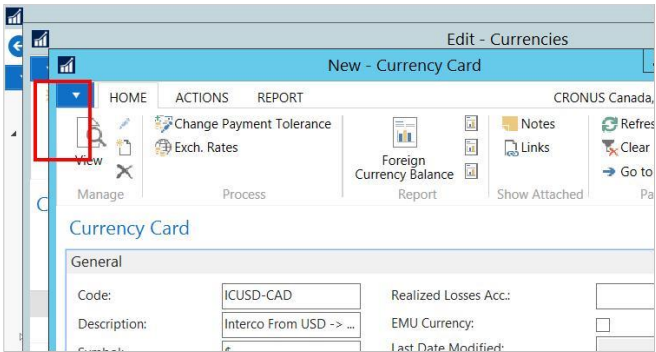 Edit - Currencies
New - Currency Card
HOME ACTIONS REPORT CRONUS Canada,
View
Change Payment Tolerance
Exch. Rates
Foreign
Currency Balance
Notes
Links
Refres
Clear
Go to
Manage Process Report Show Attached Pa
Currency Card
General
Code: ICUSD-CAD Realized Losses Acc.:
Description: Interco From USD -> ... EMU Currency:
Symbol: $ Last Date Modified: